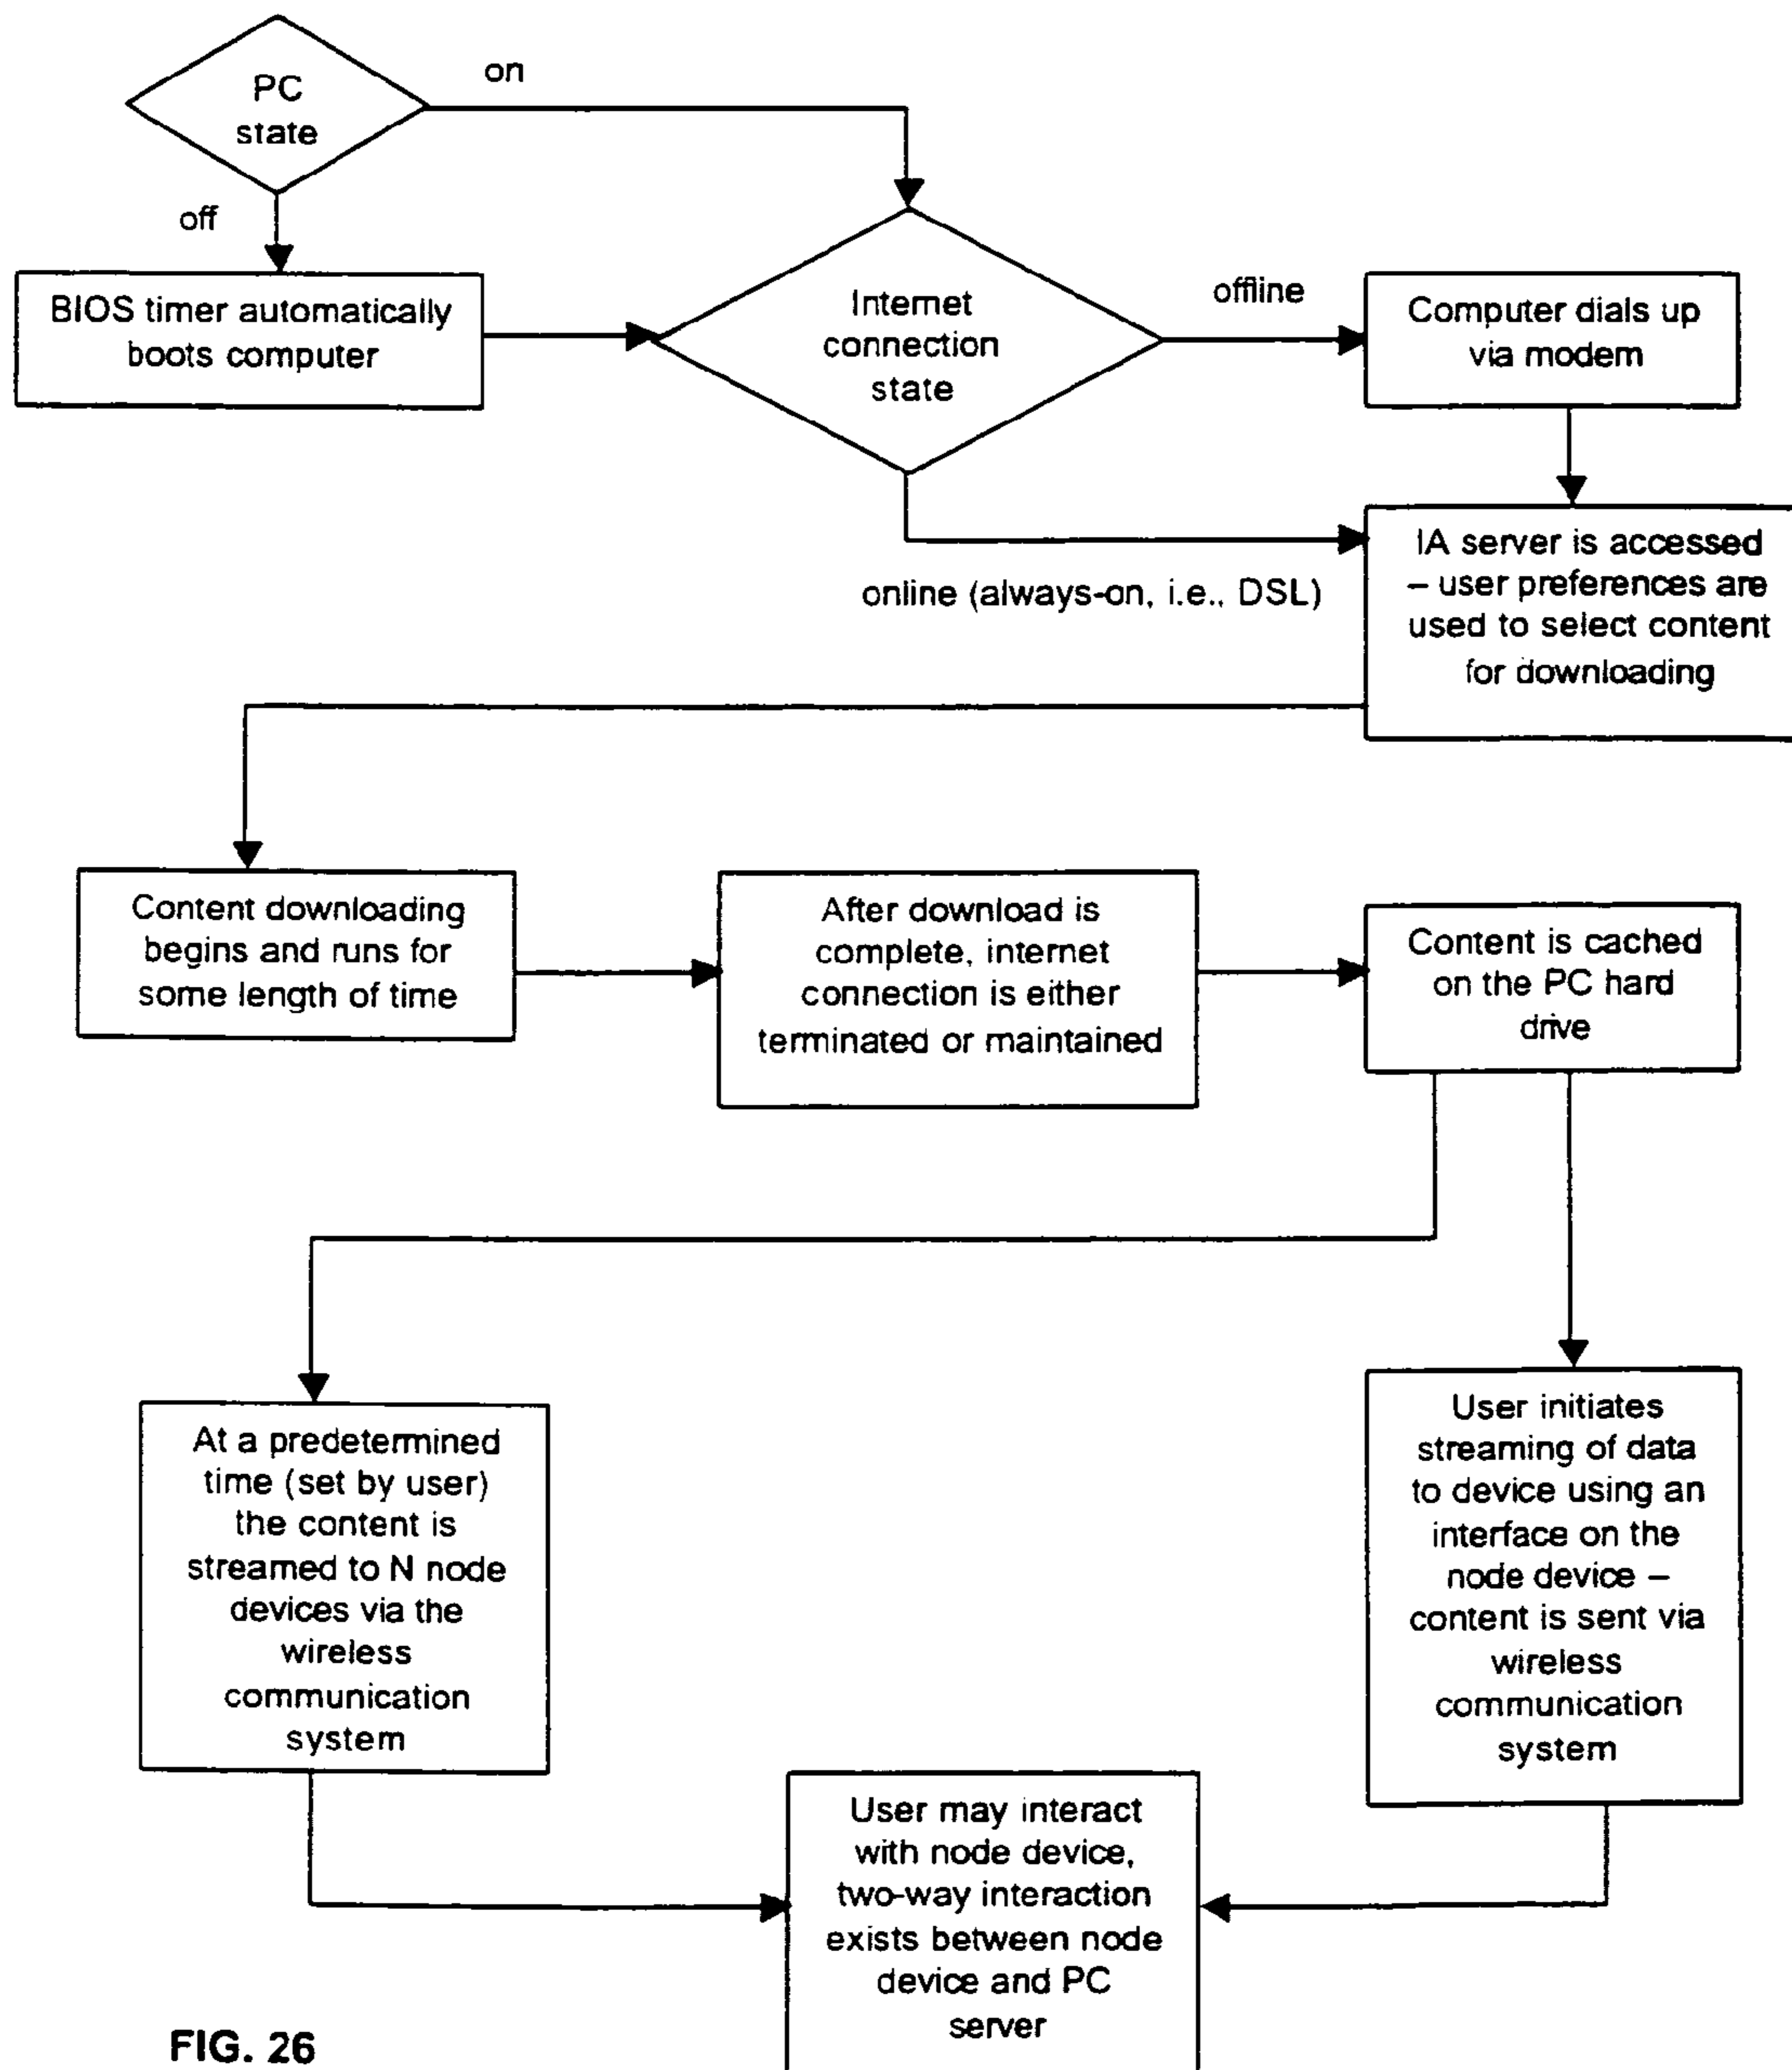 PC
state
on
off
BIOS timer automatically
boots computer
Internet
connection
state
offline
Computer dials up
via modem
online (always-on, i.e., DSL)
IA server is accessed
– user preferences are
used to select content
for downloading
Content downloading
begins and runs for
some length of time
After download is
complete, internet
connection is either
terminated or maintained
Content is cached
on the PC hard
drive
At a predetermined
time (set by user)
the content is
streamed to N node
devices via the
wireless
communication
system
User initiates
streaming of data
to device using an
interface on the
node device –
content is sent via
wireless
communication
system
User may interact
with node device,
two-way interaction
exists between node
device and PC
server
FIG. 26